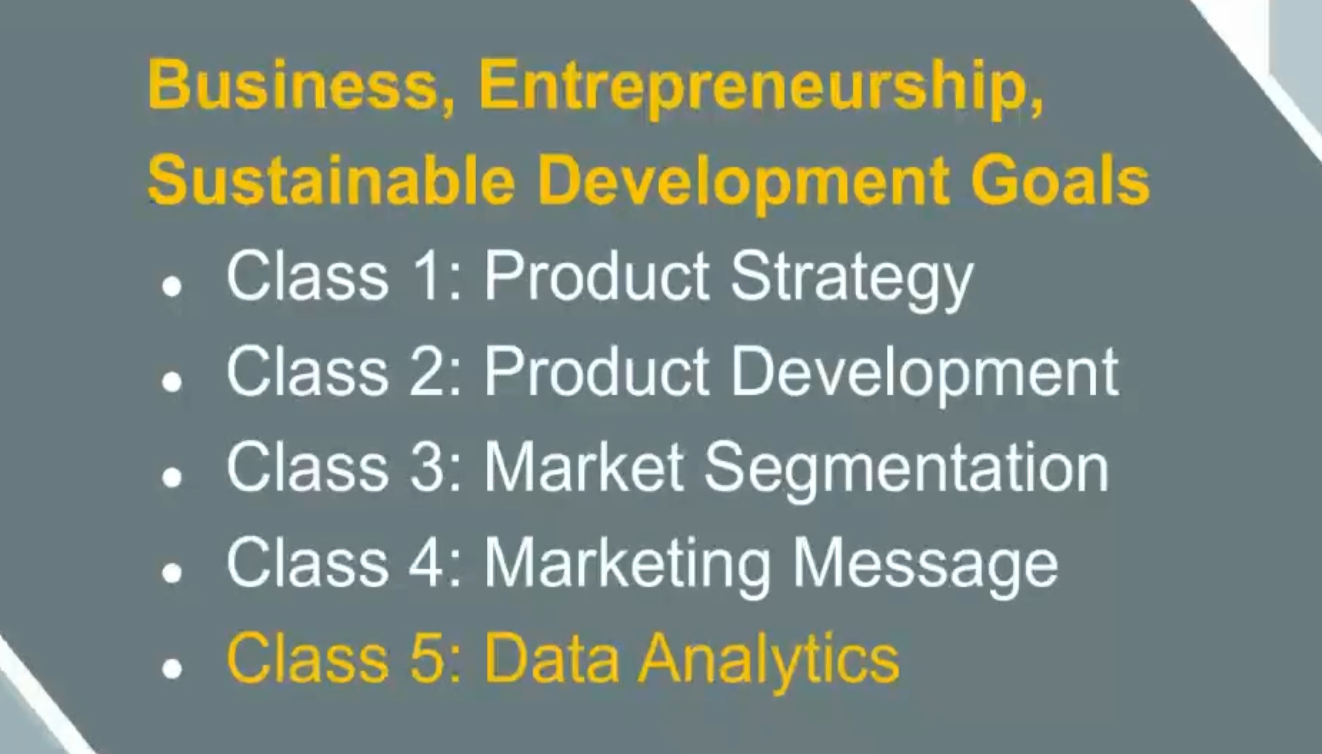 Business, Entrepreneurship,
Sustainable Development Goals
• Class 1: Product Strategy
• Class 2: Product Development
• Class 3: Market Segmentation
• Class 4: Marketing Message
• Class 5: Data Analytics